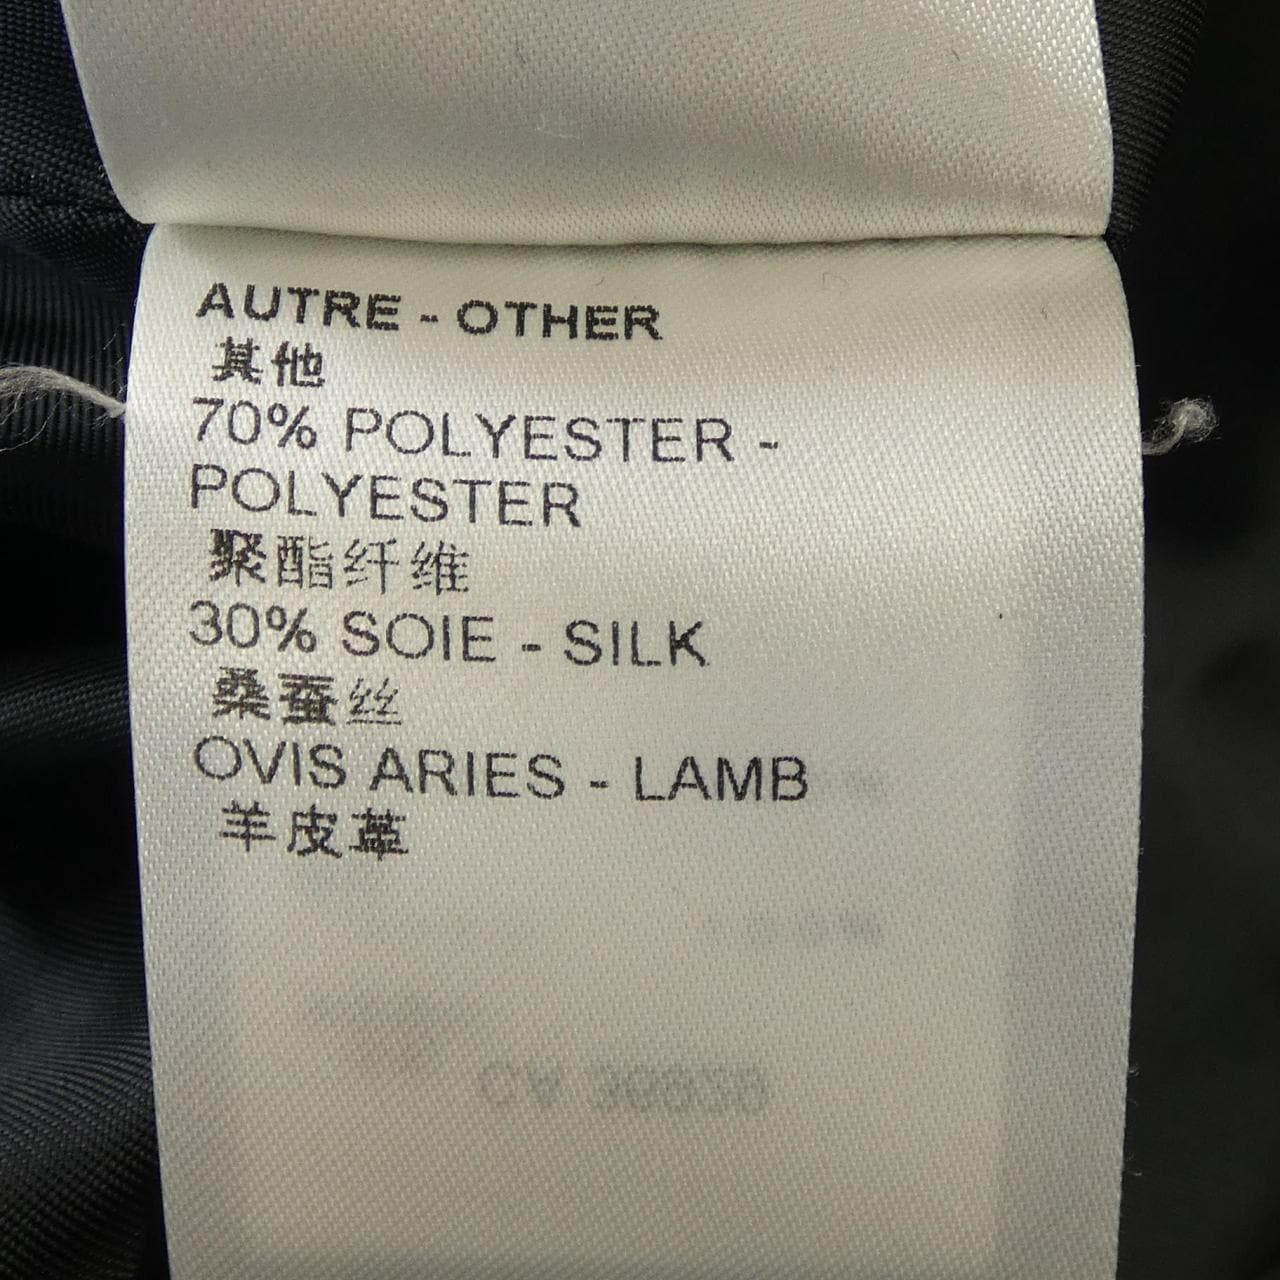 AUTRE - OTHER
其他
70% POLYESTER -
POLYESTER
聚酯纤维
30% SOIE - SILK
桑蚕丝
OVIS ARIES - LAMB
羊皮革